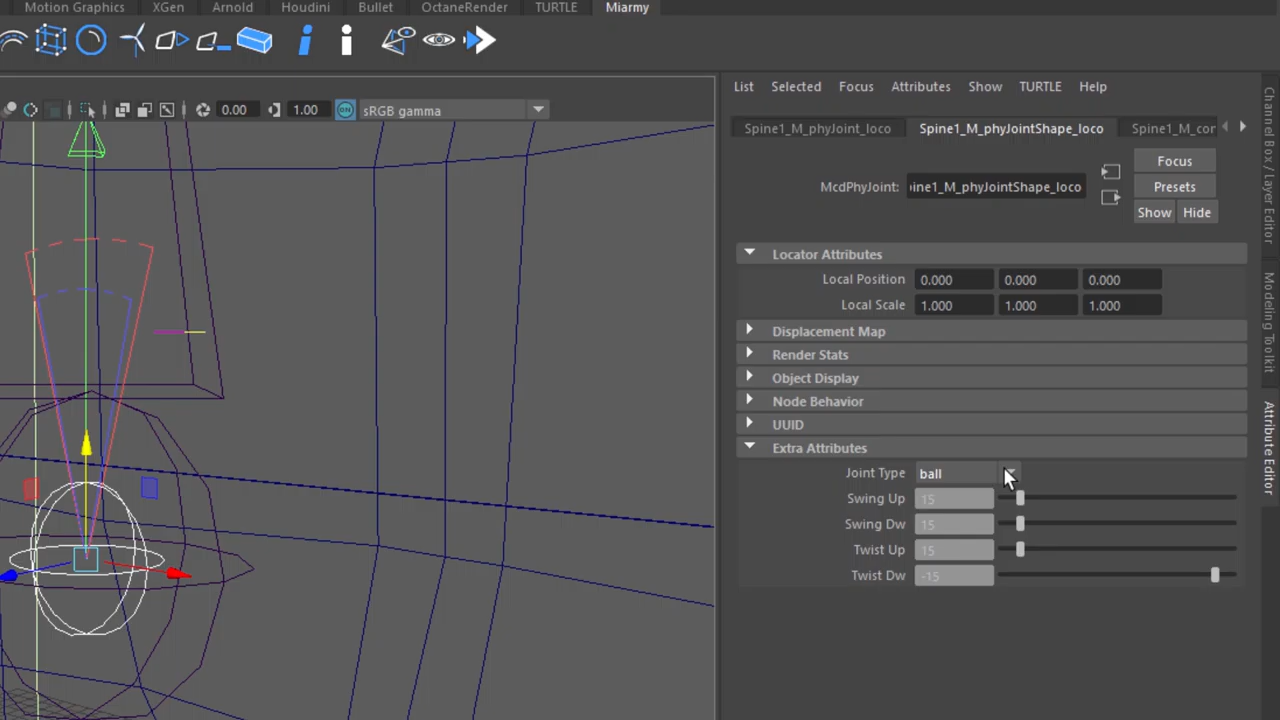 Motion Graphics XGen Arnold Houdini Bullet OctaneRender TURTLE Miarmy
0.00 1.00 ON sRGB gamma
List Selected Focus Attributes Show TURTLE Help
Spine1_M_phyJoint_loco Spine1_M_phyJointShape_loco Spine1_M_cor
McdPhyJoint: ine1_M_phyJointShape_loco
Focus
Presets
Show Hide
Locator Attributes
Local Position 0.000 0.000 0.000
Local Scale 1.000 1.000 1.000
Displacement Map
Render Stats
Object Display
Node Behavior
UUID
Extra Attributes
Joint Type ball
Swing Up 15
Swing Dw 15
Twist Up 15
Twist Dw -15
Channel Box / Layer Editor
Modeling Toolkit
Attribute Editor